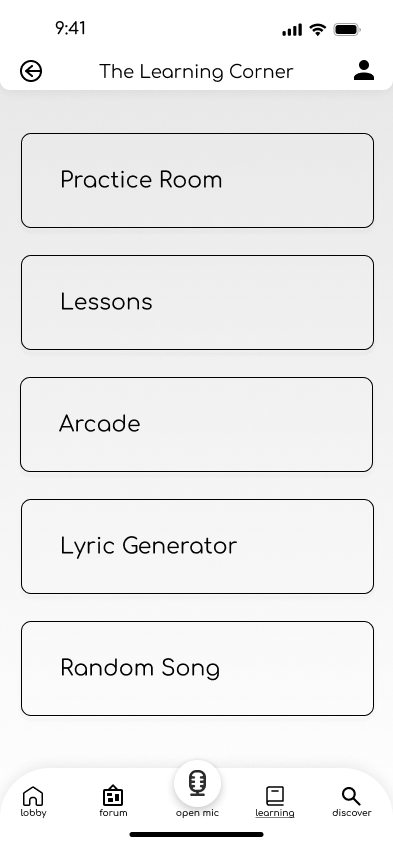 9:41
The Learning Corner
Practice Room
Lessons
Arcade
Lyric Generator
Random Song
lobby
forum
open mic
learning
discover